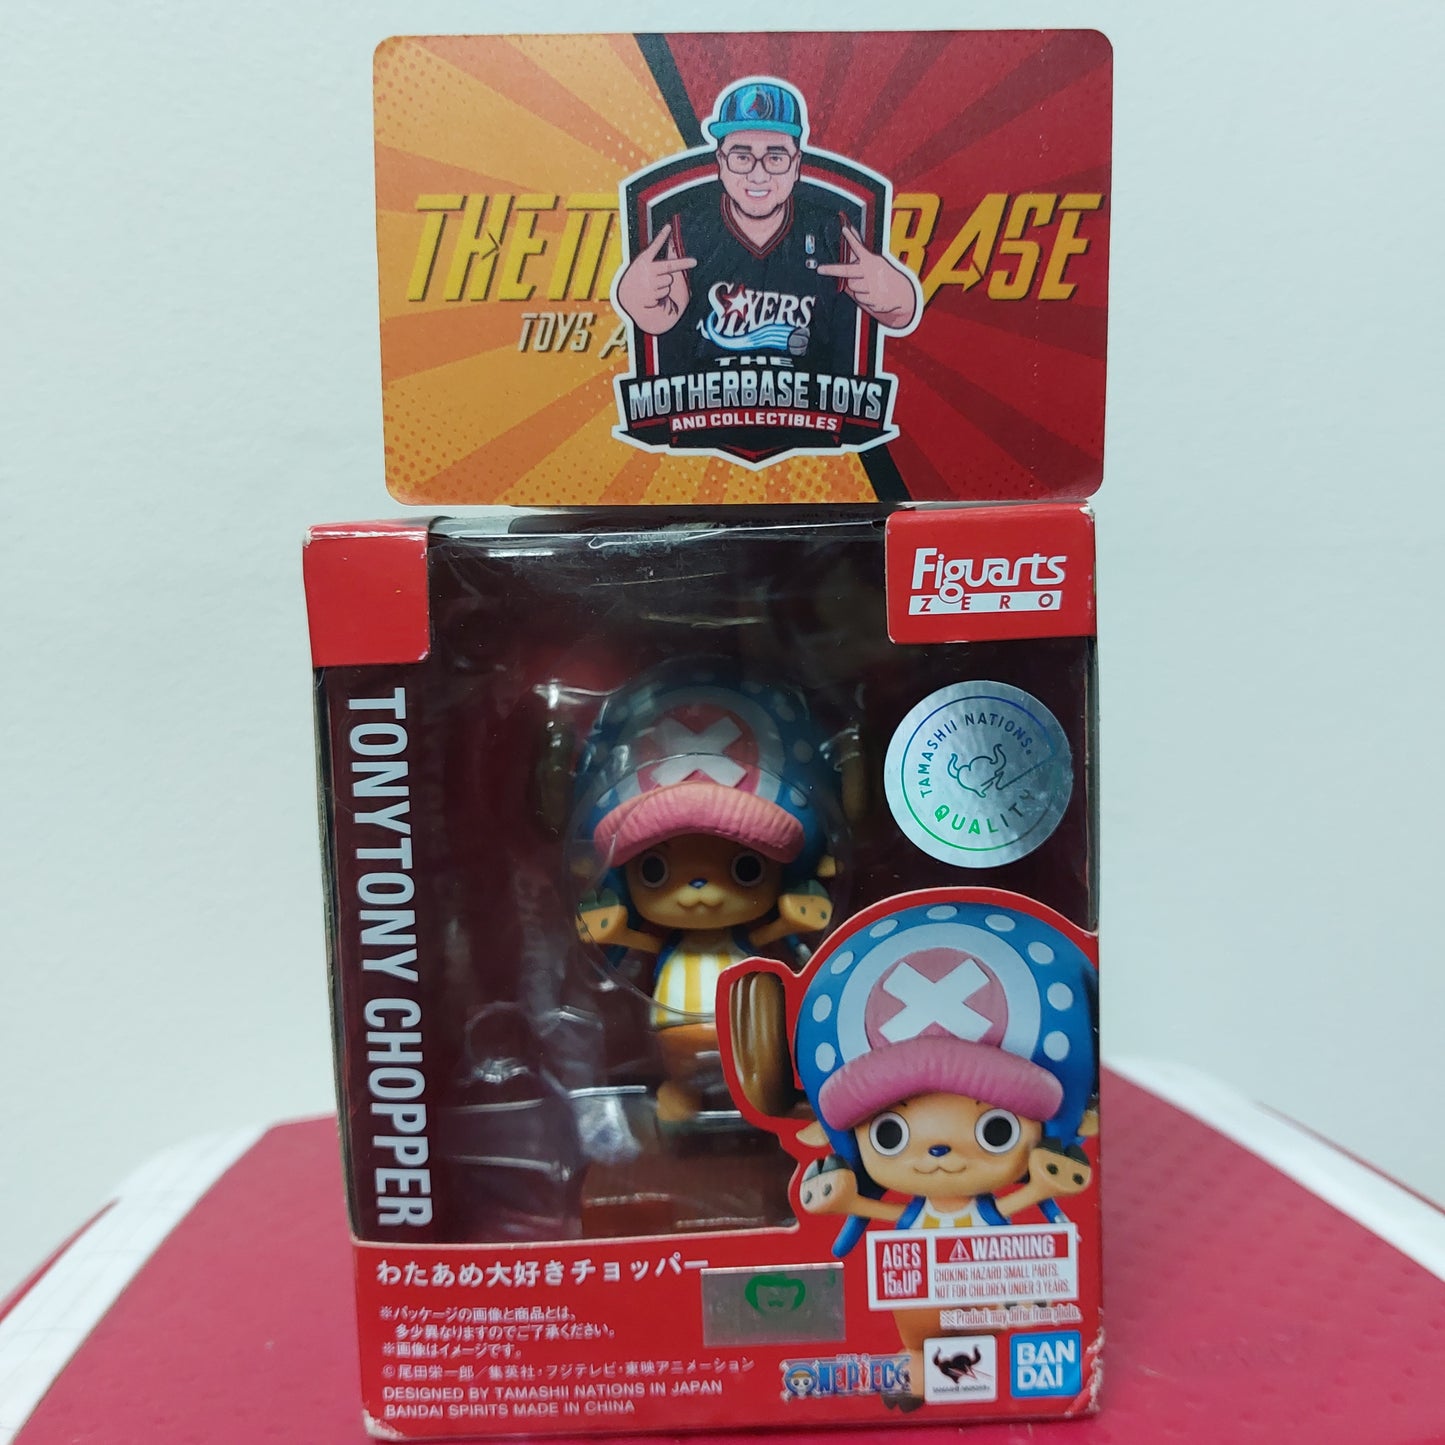 THEM BASE
TOYS A
SIXERS
THE
MOTHERBASE TOYS
AND COLLECTIBLES
Figuarts
ZERO
TONYTONY CHOPPER
TAMASHII NATIONS
QUALITY
わたあめ大好きチョッパー
※パッケージの画像と商品とは、
多少異なりますのでご了承ください。
※画像はイメージです。
©尾田栄一郎/集英社・フジテレビ・東映アニメーション
DESIGNED BY TAMASHII NATIONS IN JAPAN
BANDAI SPIRITS MADE IN CHINA
AGES
15&UP
⚠WARNING
CHOKING HAZARD SMALL PARTS.
NOT FOR CHILDREN UNDER 3 YEARS.
※Product may differ from photo.
ONE PIECE
BAN
DAI